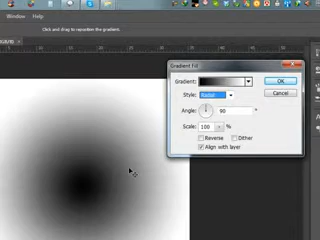 Window Help
Click and drag to reposition the gradient.
Gradient Fill
Gradient:
OK
Style: Radial
Cancel
Angle: 90 °
Scale: 100 %
Reverse Dither
Align with layer